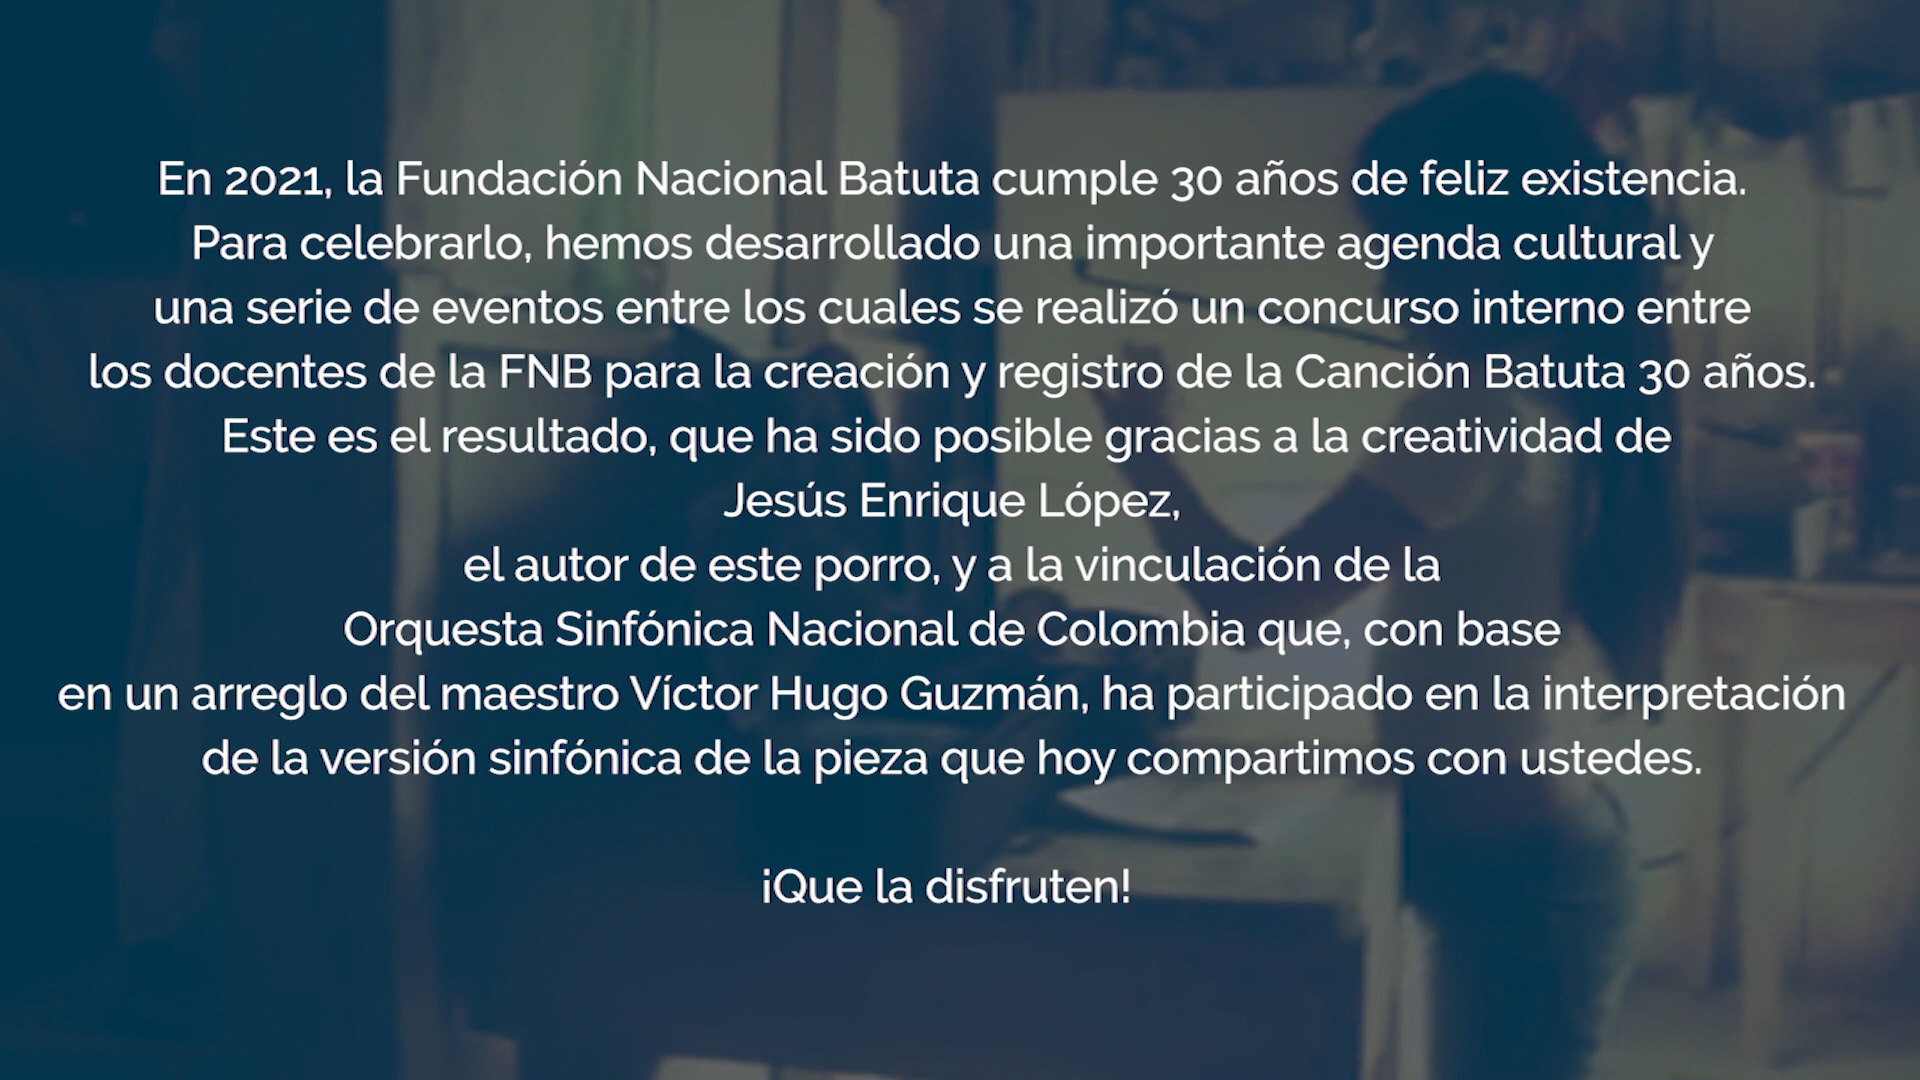 En 2021, la Fundación Nacional Batuta cumple 30 años de feliz existencia.
Para celebrarlo, hemos desarrollado una importante agenda cultural y
una serie de eventos entre los cuales se realizó un concurso interno entre
los docentes de la FNB para la creación y registro de la Canción Batuta 30 años.
Este es el resultado, que ha sido posible gracias a la creatividad de
Jesús Enrique López,
el autor de este porro, y a la vinculación de la
Orquesta Sinfónica Nacional de Colombia que, con base
en un arreglo del maestro Víctor Hugo Guzmán, ha participado en la interpretación
de la versión sinfónica de la pieza que hoy compartimos con ustedes.
¡Que la disfruten!